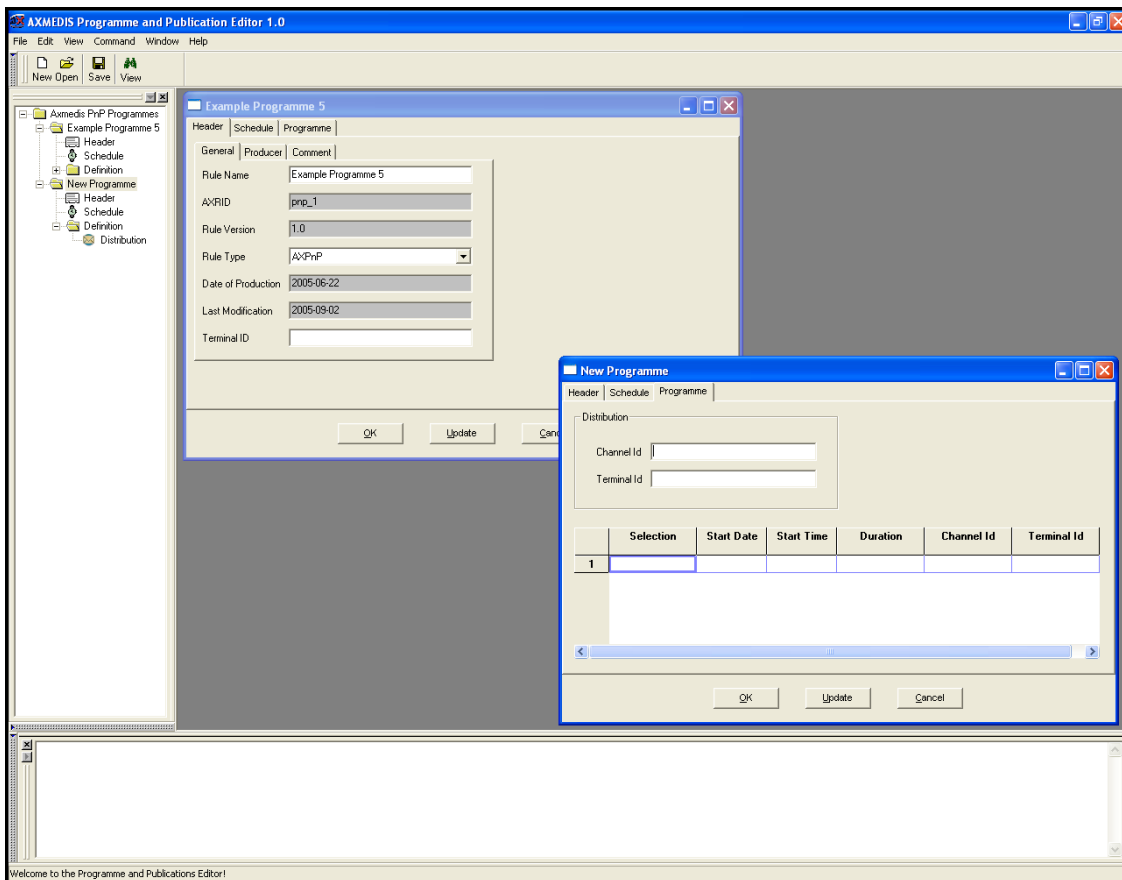 AXMEDIS Programme and Publication Editor 1.0
File Edit View Command Window Help
New Open Save View
Axmedis PnP Programmes
Example Programme 5
Header
Schedule
Definition
New Programme
Header
Schedule
Definition
Distribution
Example Programme 5
Header Schedule Programme
General Producer Comment
Rule Name Example Programme 5
AXRID pnp_1
Rule Version 1.0
Rule Type AXPnP
Date of Production 2005-06-22
Last Modification 2005-09-02
Terminal ID
OK Update Canc
New Programme
Header Schedule Programme
Distribution
Channel Id
Terminal Id
Selection Start Date Start Time Duration Channel Id Terminal Id
1
OK Update Cancel
Welcome to the Programme and Publications Editor!